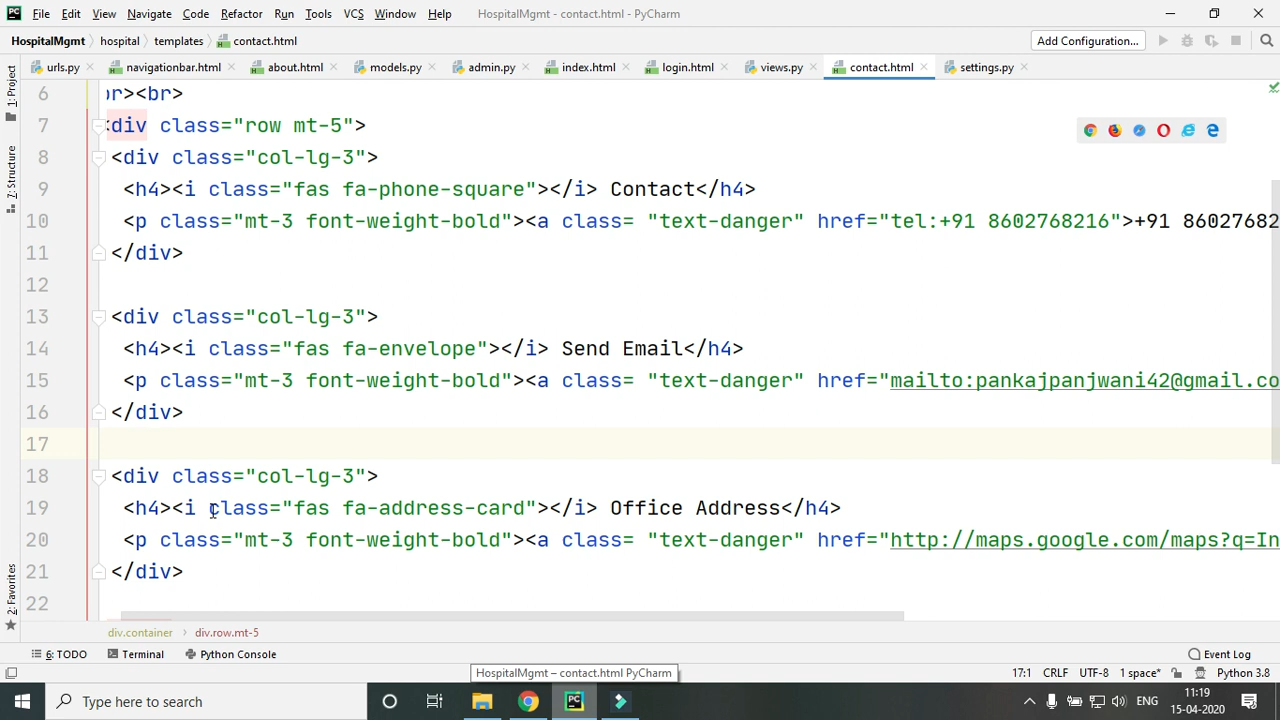 PC File Edit View Navigate Code Refactor Run Tools VCS Window Help HospitalMgmt - contact.html - PyCharm
HospitalMgmt hospital templates contact.html Add Configuration...
urls.py navigationbar.html about.html models.py admin.py index.html login.html views.py contact.html settings.py
1: Project
7: Structure
2: Favorites
6 br><br>
7 <div class="row mt-5">
8 <div class="col-lg-3">
9 <h4><i class="fas fa-phone-square"></i> Contact</h4>
10 <p class="mt-3 font-weight-bold"><a class= "text-danger" href="tel:+91 8602768216">+91 86027682
11 </div>
12
13 <div class="col-lg-3">
14 <h4><i class="fas fa-envelope"></i> Send Email</h4>
15 <p class="mt-3 font-weight-bold"><a class= "text-danger" href="mailto:pankajpanjwani42@gmail.co
16 </div>
17
18 <div class="col-lg-3">
19 <h4><i class="fas fa-address-card"></i> Office Address</h4>
20 <p class="mt-3 font-weight-bold"><a class= "text-danger" href="http://maps.google.com/maps?q=In
21 </div>
22
div.container div.row.mt-5
6: TODO Terminal Python Console Event Log
HospitalMgmt – contact.html PyCharm
17:1 CRLF UTF-8 1 space* Python 3.8
Type here to search PC ENG 11:19
15-04-2020